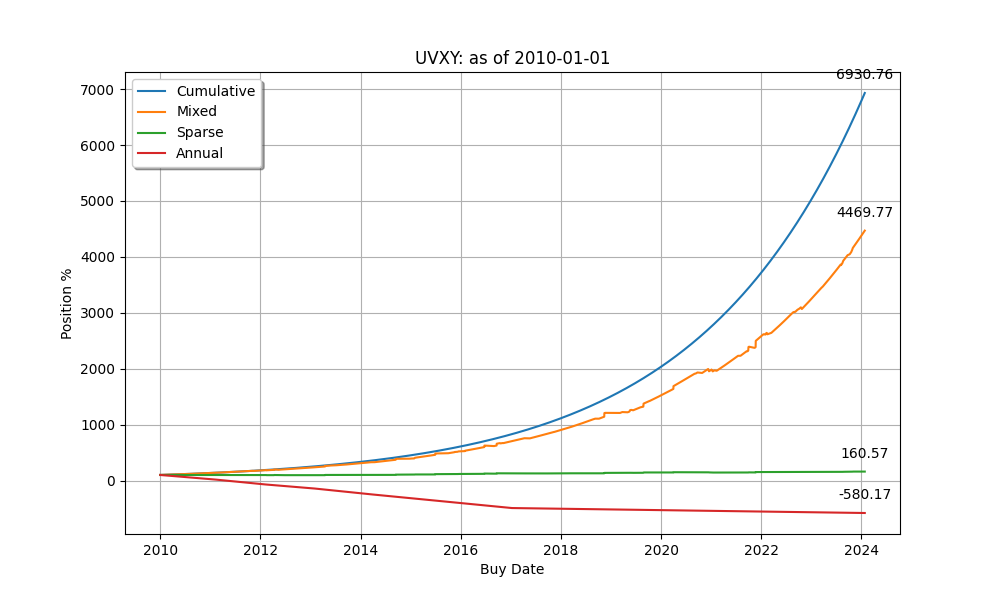 UVXY: as of 2010-01-01
6930.76
Cumulative
Mixed
Sparse
Annual
4469.77
160.57
-580.17
Position %
7000
6000
5000
4000
3000
2000
1000
0
2010 2012 2014 2016 2018 2020 2022 2024
Buy Date